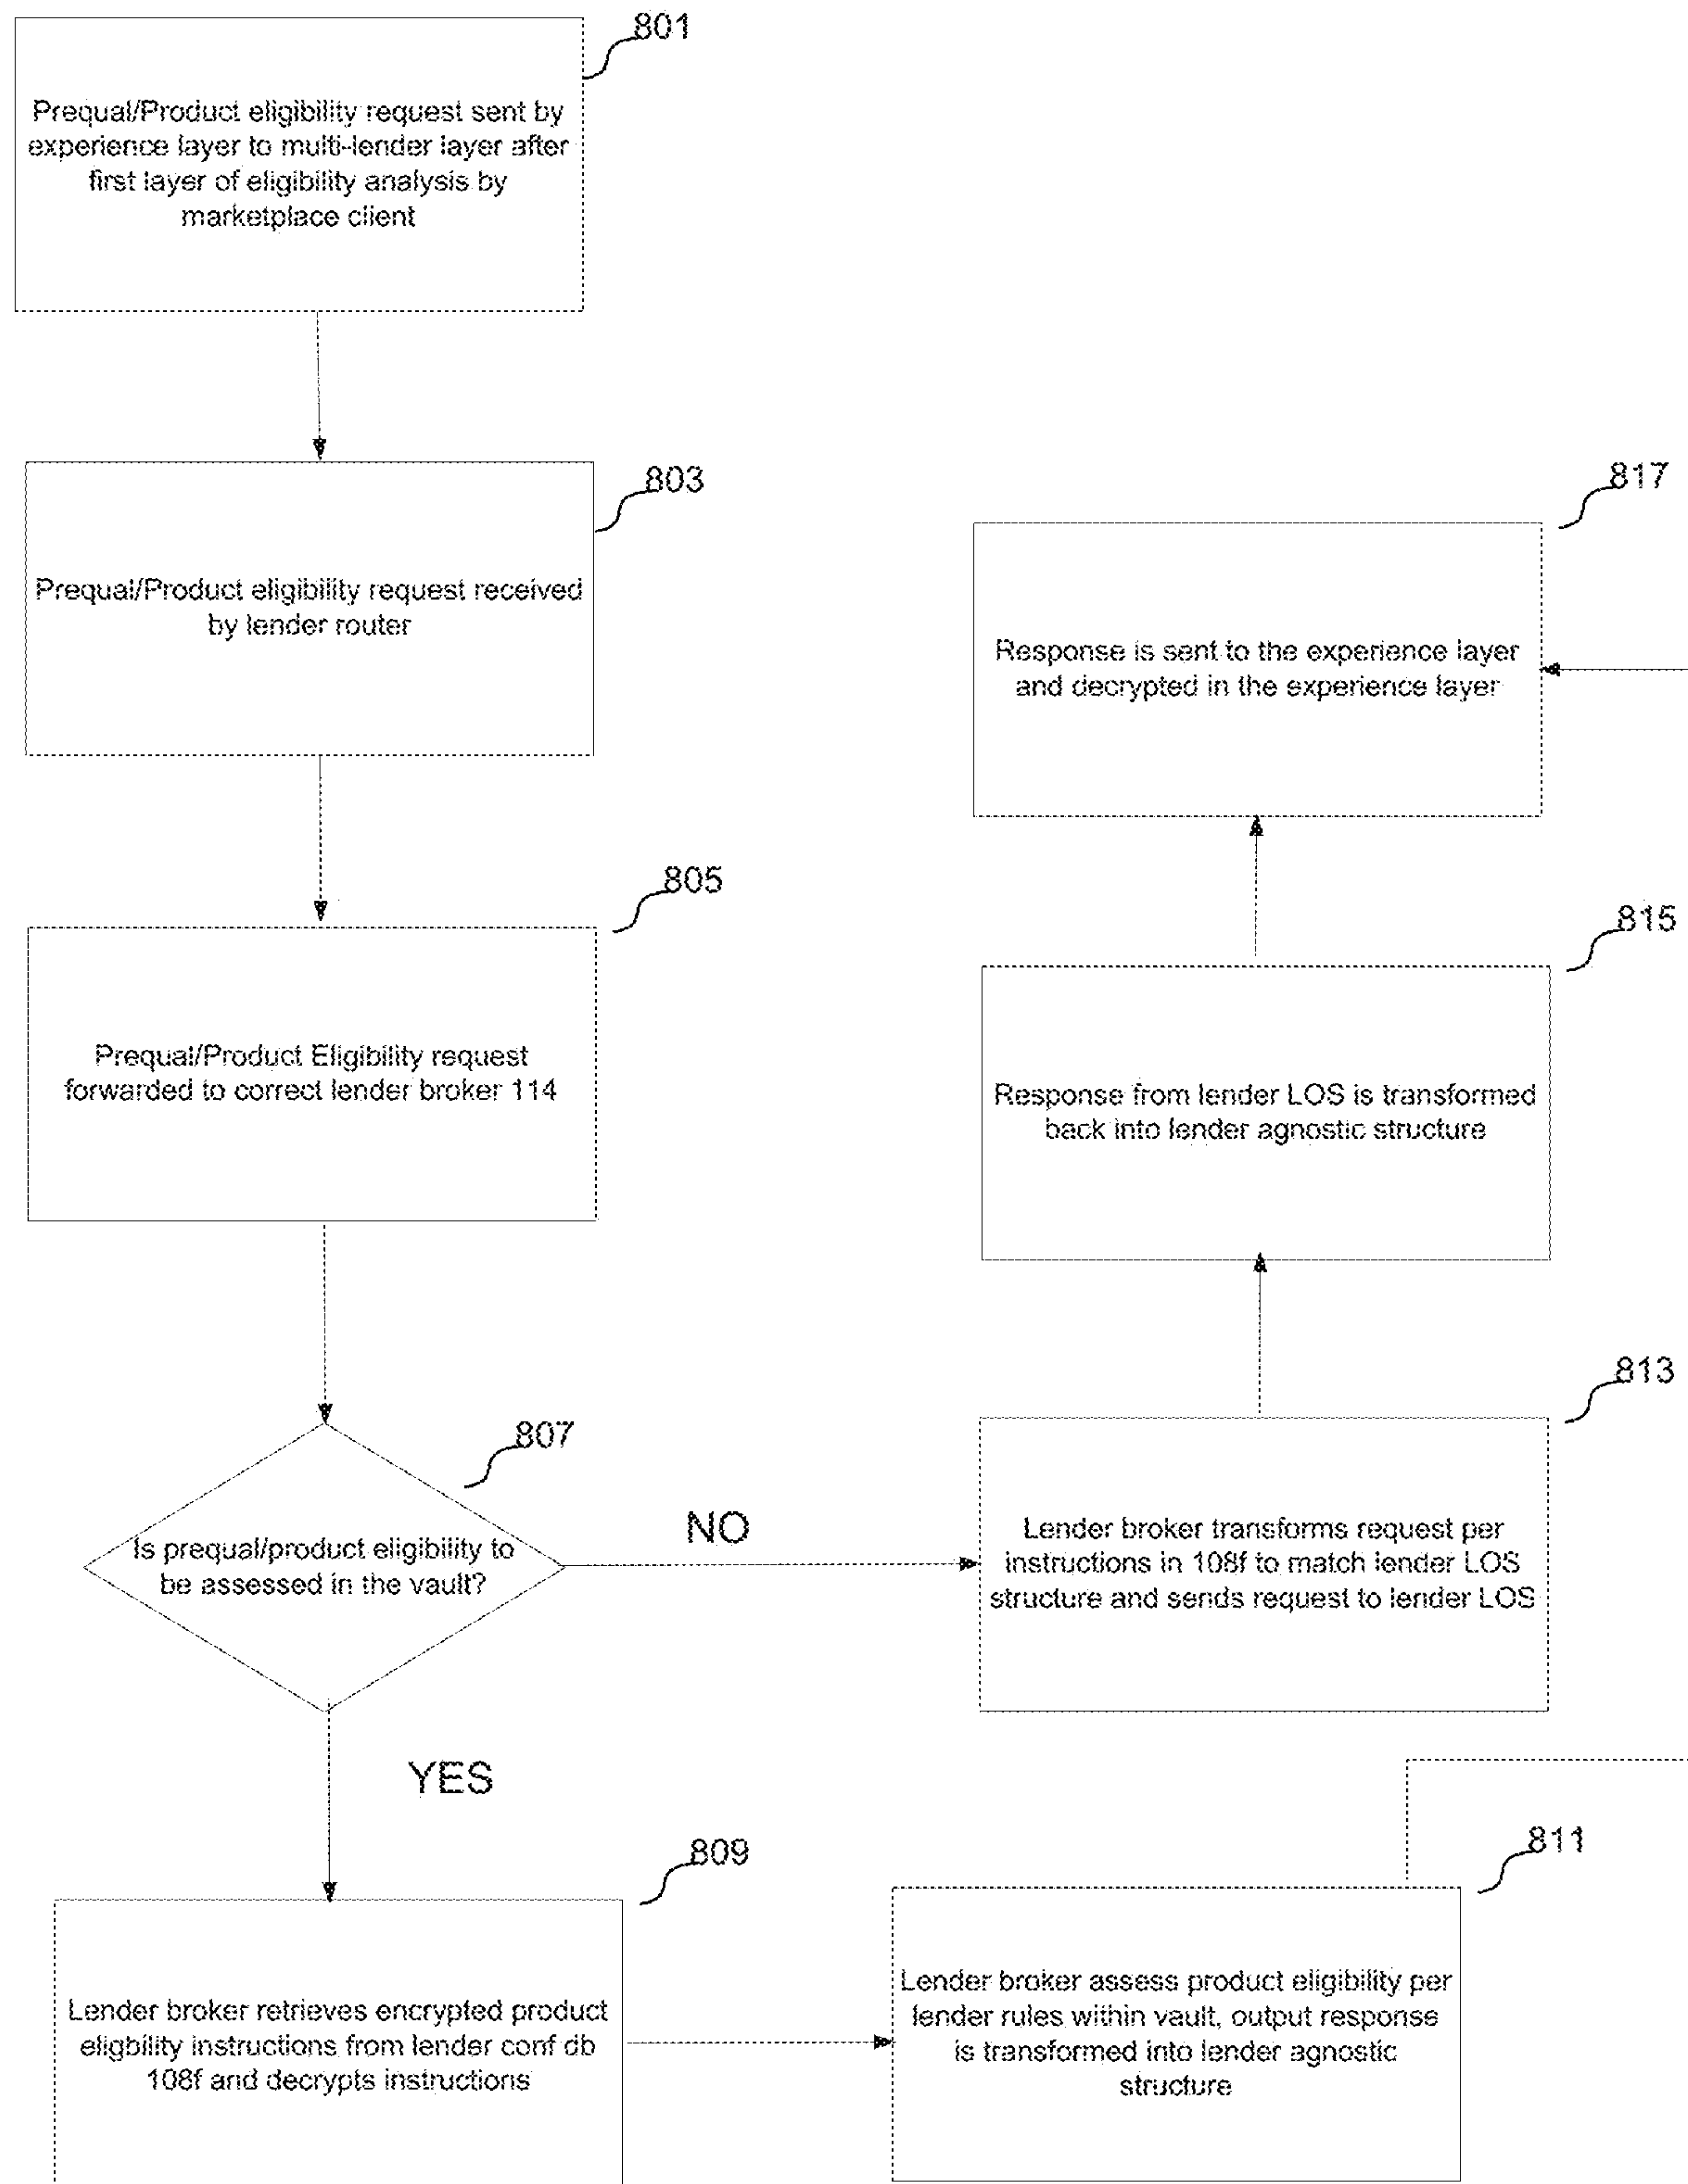 801
Prequal/Product eligibility request sent by
experience layer to multi-lender layer after
first layer of eligibility analysis by
marketplace client
803
Prequal/Product eligibility request received
by lender router
805
Prequal/Product Eligibility request
forwarded to correct lender broker 114
807
Is prequal/product eligibility to
be assessed in the vault?
NO
YES
809
Lender broker retrieves encrypted product
eligbility instructions from lender conf db
108f and decrypts instructions
811
Lender broker assess product eligibility per
lender rules within vault, output response
is transformed into lender agnostic
structure
813
Lender broker transforms request per
instructions in 108f to match lender LOS
structure and sends request to lender LOS
815
Response from lender LOS is transformed
back into lender agnostic structure
817
Response is sent to the experience layer
and decrypted in the experience layer